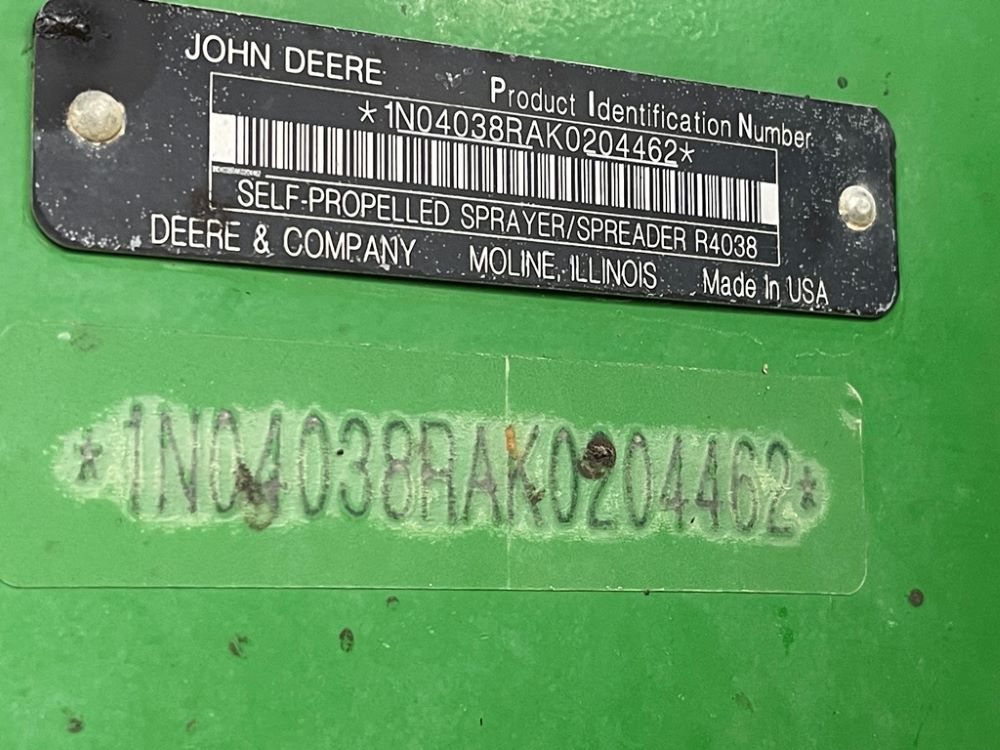 JOHN DEERE
Product Identification Number
*1N04038RAK0204462*
SELF-PROPELLED SPRAYER/SPREADER R4038
DEERE & COMPANY MOLINE, ILLINOIS Made In USA
*1N04038RAK0204462*